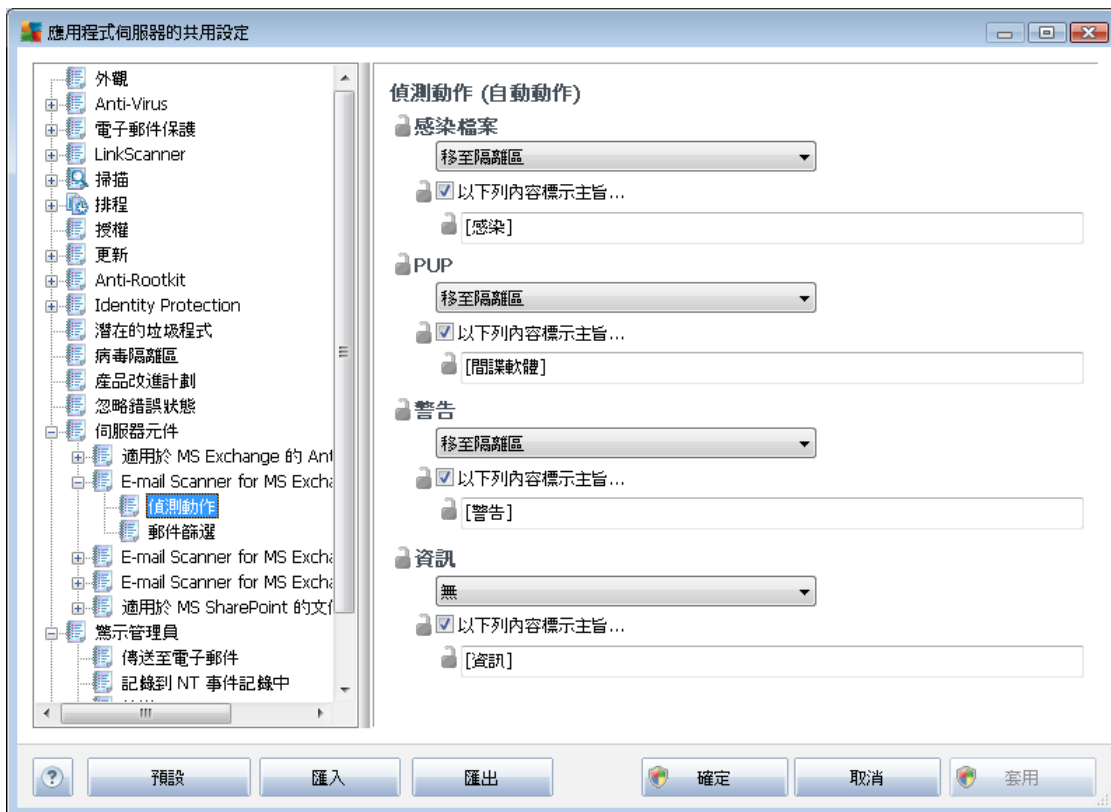 應用程式伺服器的共用設定
外觀
Anti-Virus
電子郵件保護
LinkScanner
掃描
排程
授權
更新
Anti-Rootkit
Identity Protection
潛在的垃圾程式
病毒隔離區
產品改進計劃
忽略錯誤狀態
伺服器元件
適用於 MS Exchange 的 Ant
E-mail Scanner for MS Excha
偵測動作
郵件篩選
E-mail Scanner for MS Excha
E-mail Scanner for MS Excha
適用於 MS SharePoint 的文件
警示管理員
傳送至電子郵件
記錄到 NT 事件記錄中
偵測動作 (自動動作)
感染檔案
移至隔離區
以下列內容標示主旨...
[感染]
PUP
移至隔離區
以下列內容標示主旨...
[間諜軟體]
警告
移至隔離區
以下列內容標示主旨...
[警告]
資訊
無
以下列內容標示主旨...
[資訊]
預設
匯入
匯出
確定
取消
套用